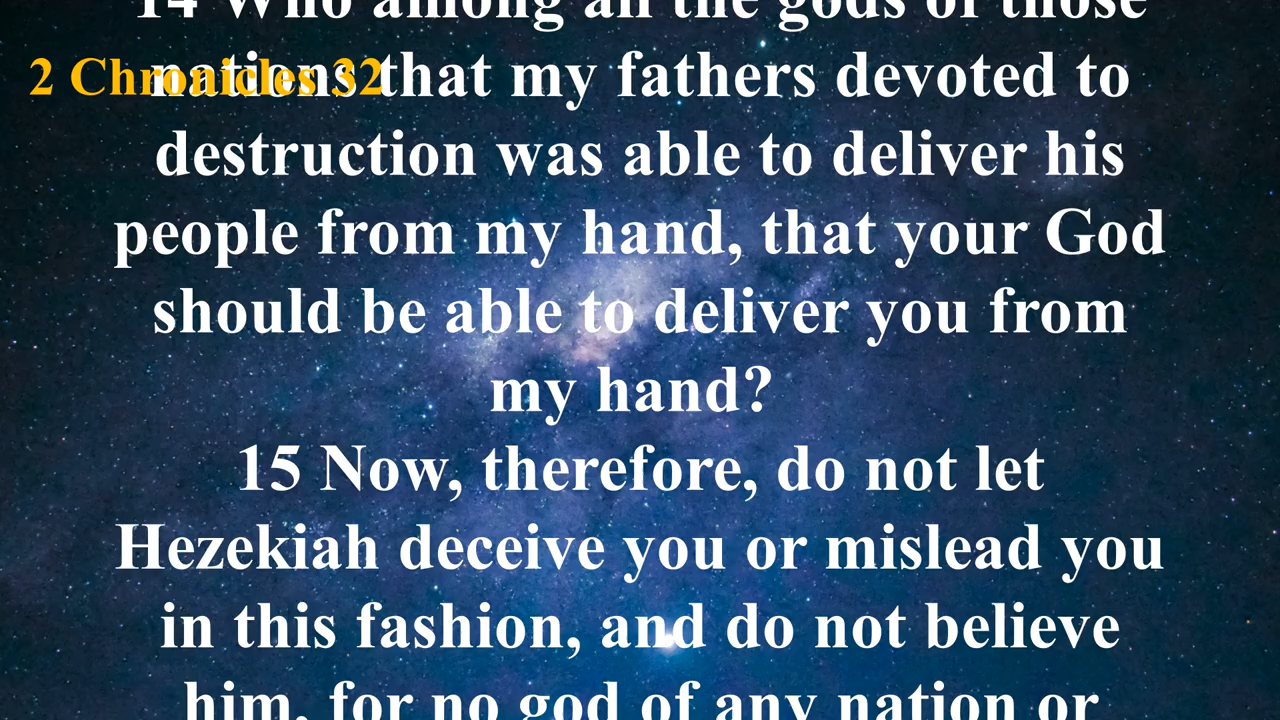 14 Who among all the gods of those
2 Chronicles 32
nations that my fathers devoted to
destruction was able to deliver his
people from my hand, that your God
should be able to deliver you from
my hand?
15 Now, therefore, do not let
Hezekiah deceive you or mislead you
in this fashion, and do not believe
him, for no god of any nation or